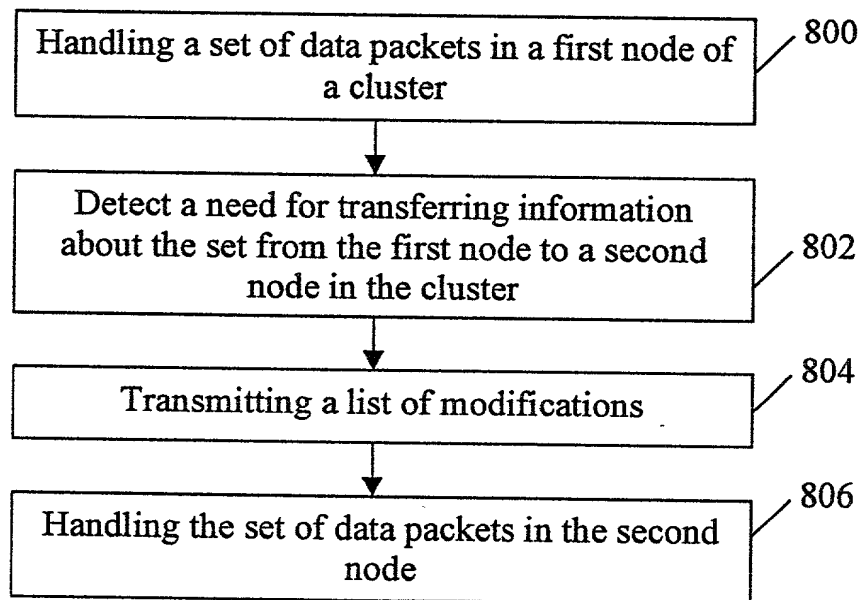 Handling a set of data packets in a first node of
a cluster
800
Detect a need for transferring information
about the set from the first node to a second
node in the cluster
802
Transmitting a list of modifications
804
Handling the set of data packets in the second
node
806